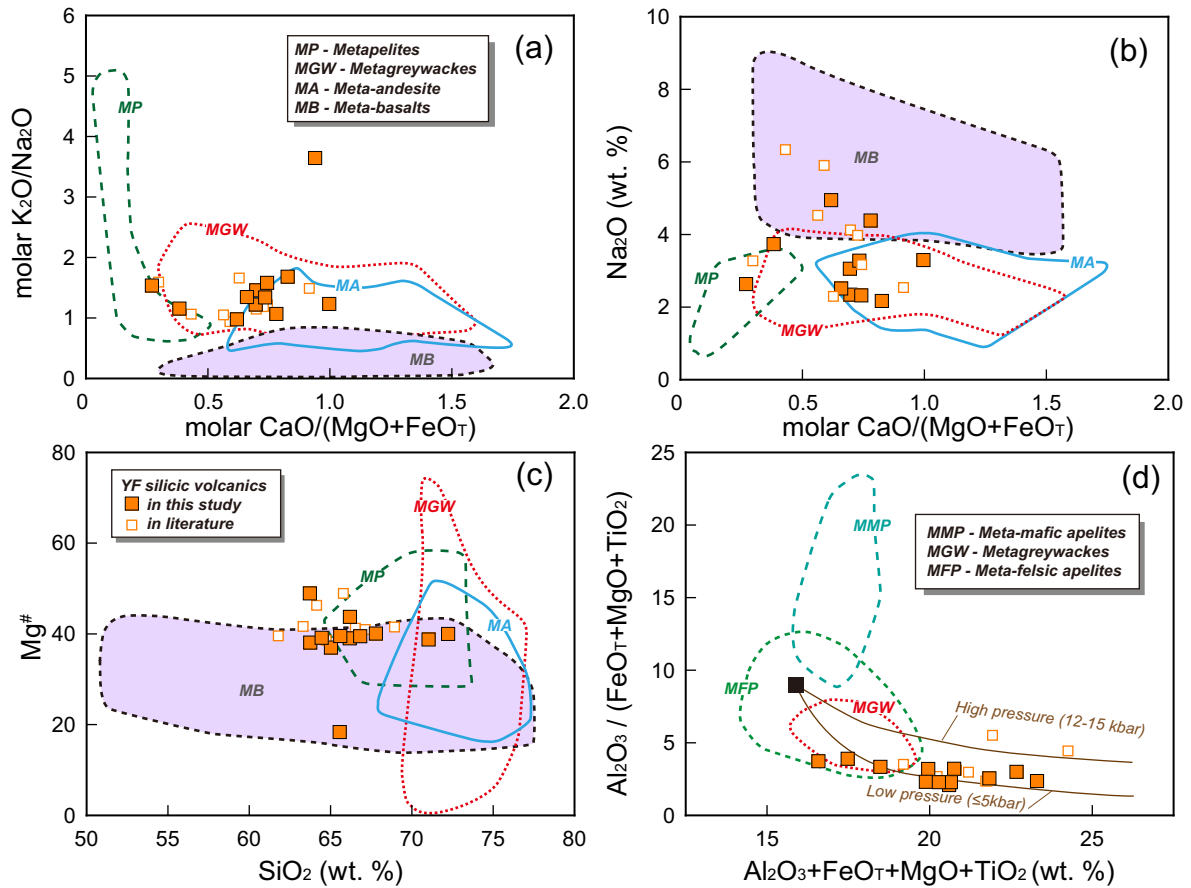 (a)
MP - Metapelites
MGW - Metagreywackes
MA - Meta-andesite
MB - Meta-basalts
MP
MGW
MA
MB
6
5
4
3
2
1
0
molar K₂O/Na₂O
0
0.5
1.0
1.5
2.0
molar CaO/(MgO+FeOT)
(b)
MB
MP
MGW
MA
10
8
6
4
2
0
Na₂O (wt. %)
0
0.5
1.0
1.5
2.0
molar CaO/(MgO+FeOT)
(c)
YF silicic volcanics
in this study
in literature
MGW
MP
MA
MB
80
60
40
20
0
Mg#
50
55
60
65
70
75
80
SiO₂ (wt. %)
(d)
MMP - Meta-mafic apelites
MGW - Metagreywackes
MFP - Meta-felsic apelites
MMP
MFP
MGW
High pressure (12-15 kbar)
Low pressure (≤5kbar)
25
20
15
10
5
0
Al₂O₃ / (FeOT+MgO+TiO₂)
15
20
25
Al₂O₃+FeOT+MgO+TiO₂ (wt. %)